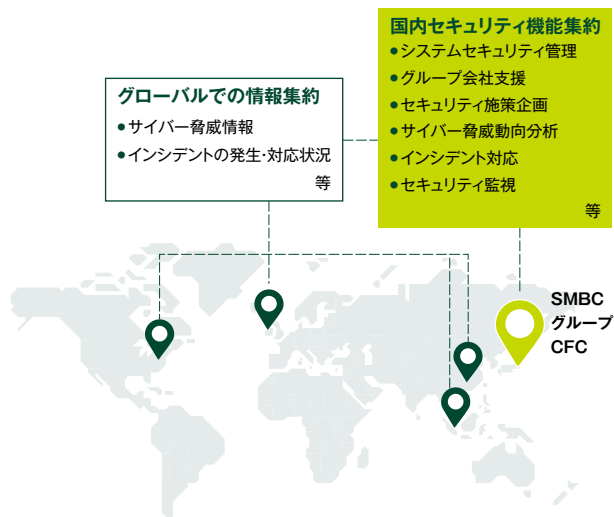 国内セキュリティ機能集約
●システムセキュリティ管理
●グループ会社支援
●セキュリティ施策企画
●サイバー脅威動向分析
●インシデント対応
●セキュリティ監視
等
グローバルでの情報集約
●サイバー脅威情報
●インシデントの発生・対応状況
等
SMBC
グループ
CFC